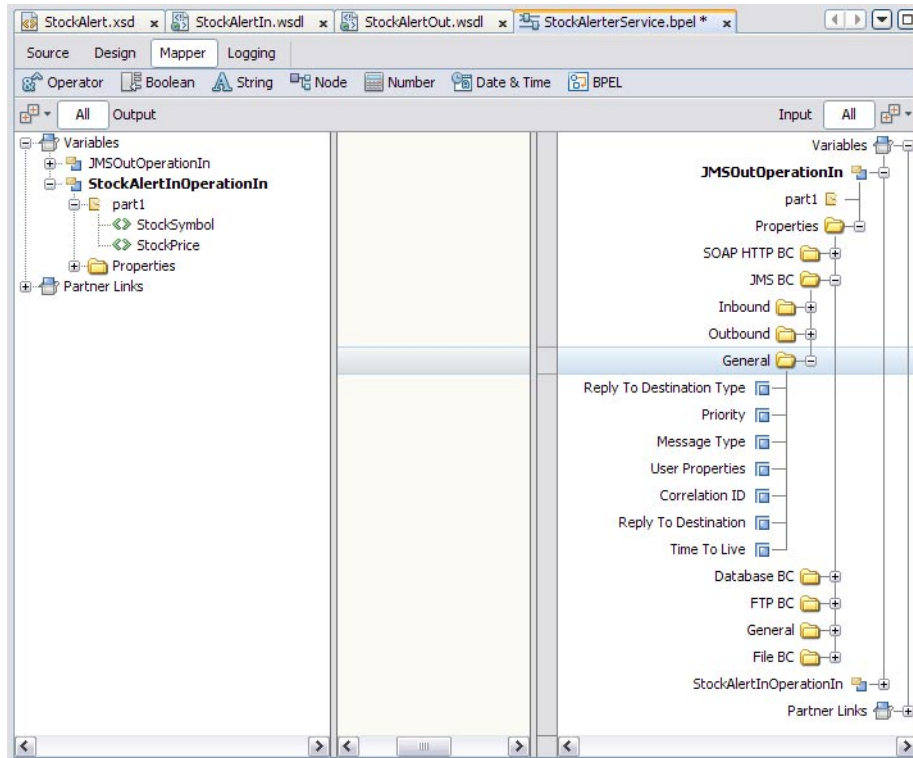 StockAlert.xsd x StockAlertIn.wsdl x StockAlertOut.wsdl x StockAlerterService.bpel * x
Source Design Mapper Logging
Operator Boolean String Node Number Date & Time BPEL
All Output Input All
Variables
JMSOutOperationIn
StockAlertInOperationIn
part1
StockSymbol
StockPrice
Properties
Partner Links
Variables
JMSOutOperationIn
part1
Properties
SOAP HTTP BC
JMS BC
Inbound
Outbound
General
Reply To Destination Type
Priority
Message Type
User Properties
Correlation ID
Reply To Destination
Time To Live
Database BC
FTP BC
General
File BC
StockAlertInOperationIn
Partner Links